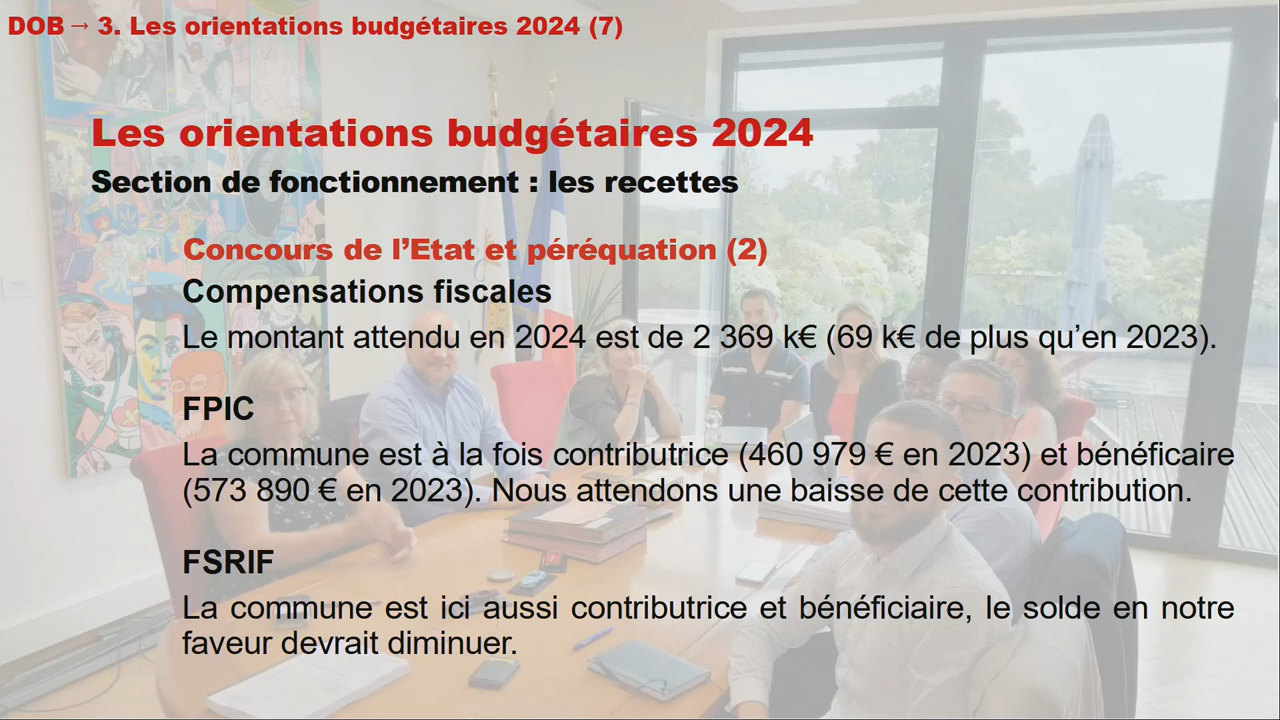 DOB → 3. Les orientations budgétaires 2024 (7)
Les orientations budgétaires 2024
Section de fonctionnement : les recettes
Concours de l’Etat et péréquation (2)
Compensations fiscales
Le montant attendu en 2024 est de 2 369 k€ (69 k€ de plus qu’en 2023).
FPIC
La commune est à la fois contributrice (460 979 € en 2023) et bénéficaire
(573 890 € en 2023). Nous attendons une baisse de cette contribution.
FSRIF
La commune est ici aussi contributrice et bénéficiaire, le solde en notre
faveur devrait diminuer.